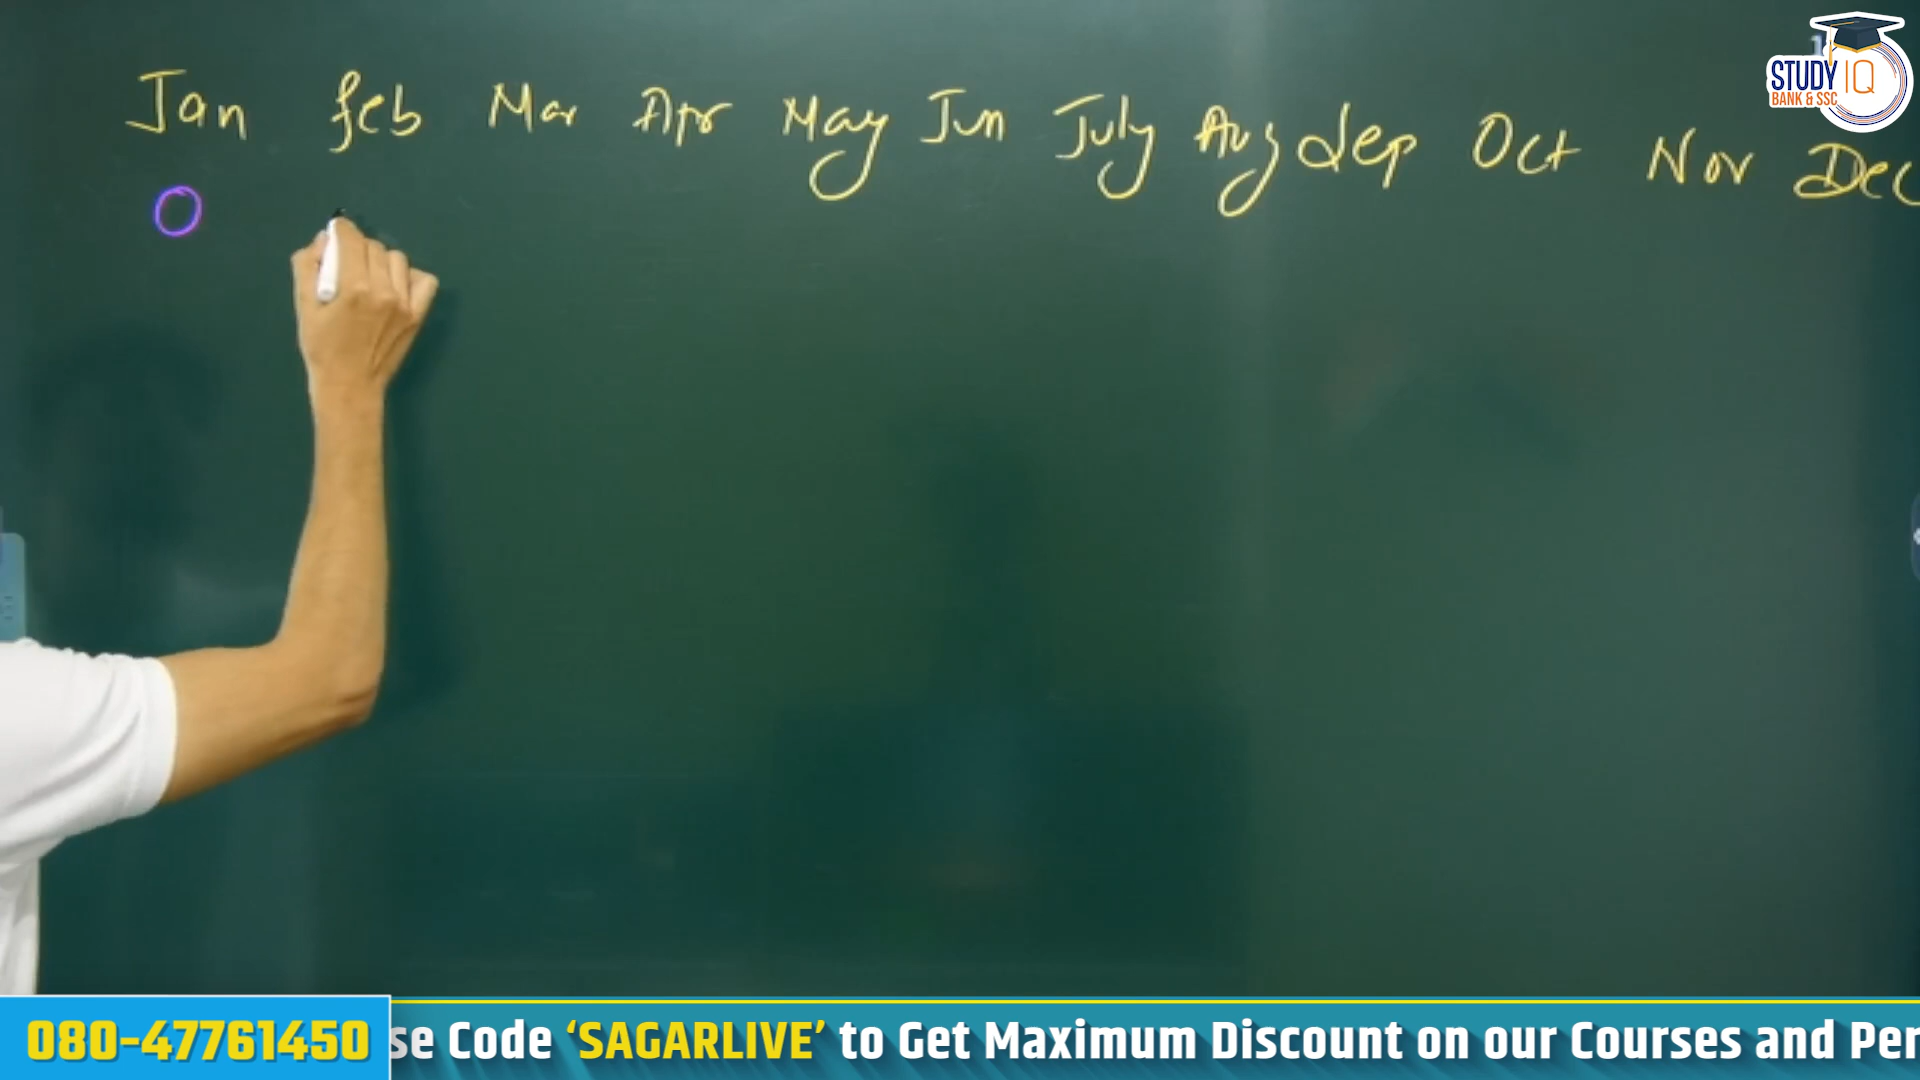 Jan feb Mar Apr May Jun July Aug Sep Oct Nov Dec
0
STUDY IQ
BANK & SSC
080-47761450 se Code ‘SAGARLIVE’ to Get Maximum Discount on our Courses and Per